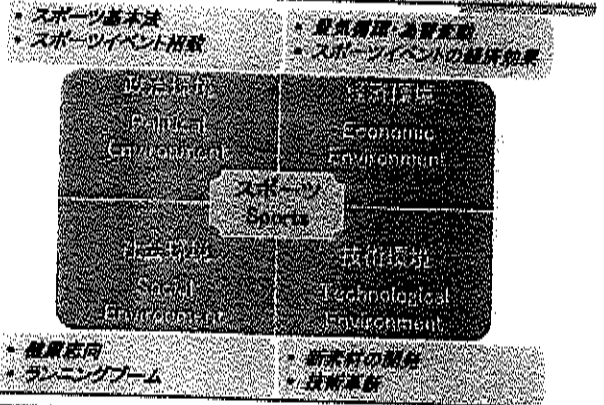 • スポーツ基本法
• スポーツイベント招致
• 景気循環・為替変動
• スポーツイベントの経済効果
政治環境
Political
Environment
経済環境
Economic
Environment
スポーツ
Sports
社会環境
Social
Environment
技術環境
Technological
Environment
• 健康志向
• ランニングブーム
• 新素材の開発
• 技術革新